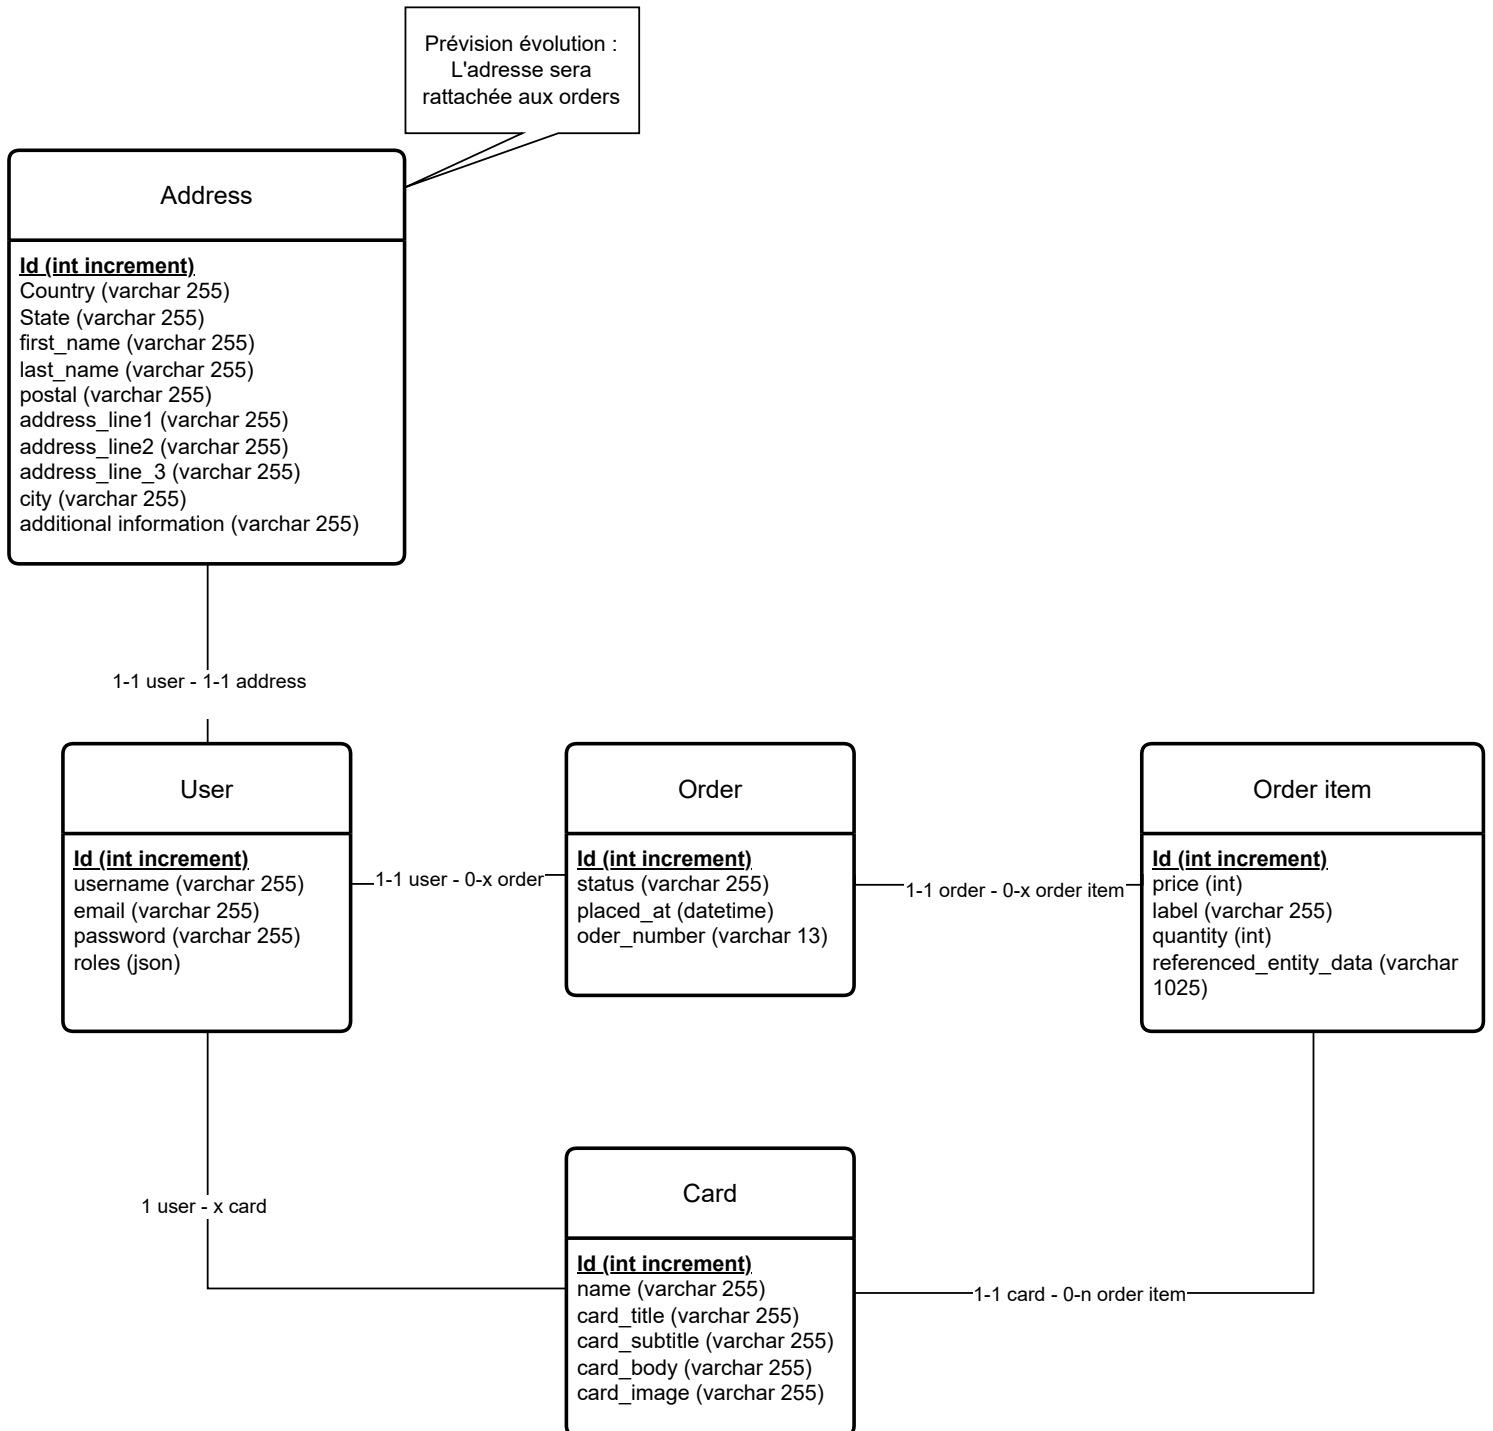 Prévision évolution :
L'adresse sera
rattachée aux orders
Address
Id (int increment)
Country (varchar 255)
State (varchar 255)
first_name (varchar 255)
last_name (varchar 255)
postal (varchar 255)
address_line1 (varchar 255)
address_line2 (varchar 255)
address_line_3 (varchar 255)
city (varchar 255)
additional information (varchar 255)
1-1 user - 1-1 address
User
Id (int increment)
username (varchar 255)
email (varchar 255)
password (varchar 255)
roles (json)
1-1 user - 0-x order
Order
Id (int increment)
status (varchar 255)
placed_at (datetime)
oder_number (varchar 13)
1-1 order - 0-x order item
Order item
Id (int increment)
price (int)
label (varchar 255)
quantity (int)
referenced_entity_data (varchar
1025)
1 user - x card
Card
Id (int increment)
name (varchar 255)
card_title (varchar 255)
card_subtitle (varchar 255)
card_body (varchar 255)
card_image (varchar 255)
1-1 card - 0-n order item